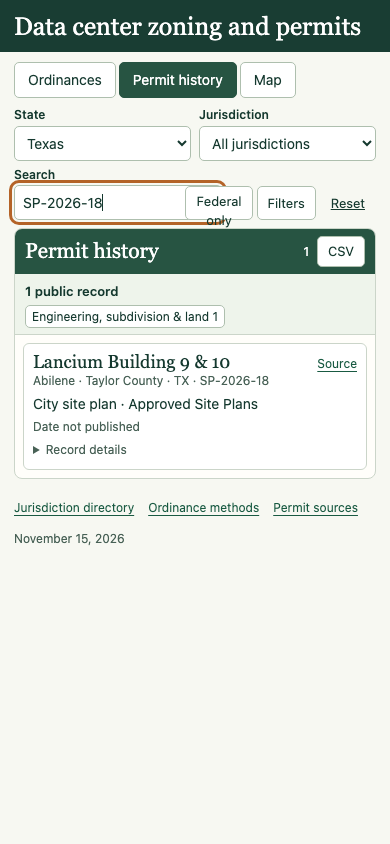 Data center zoning and permits
Ordinances
Permit history
Map
State
Jurisdiction
Texas
All jurisdictions
Search
SP-2026-18
Federal
only
Filters
Reset
Permit history
1
CSV
1 public record
Engineering, subdivision & land 1
Lancium Building 9 & 10
Source
Abilene · Taylor County · TX · SP-2026-18
City site plan · Approved Site Plans
Date not published
Record details
Jurisdiction directory
Ordinance methods
Permit sources
November 15, 2026